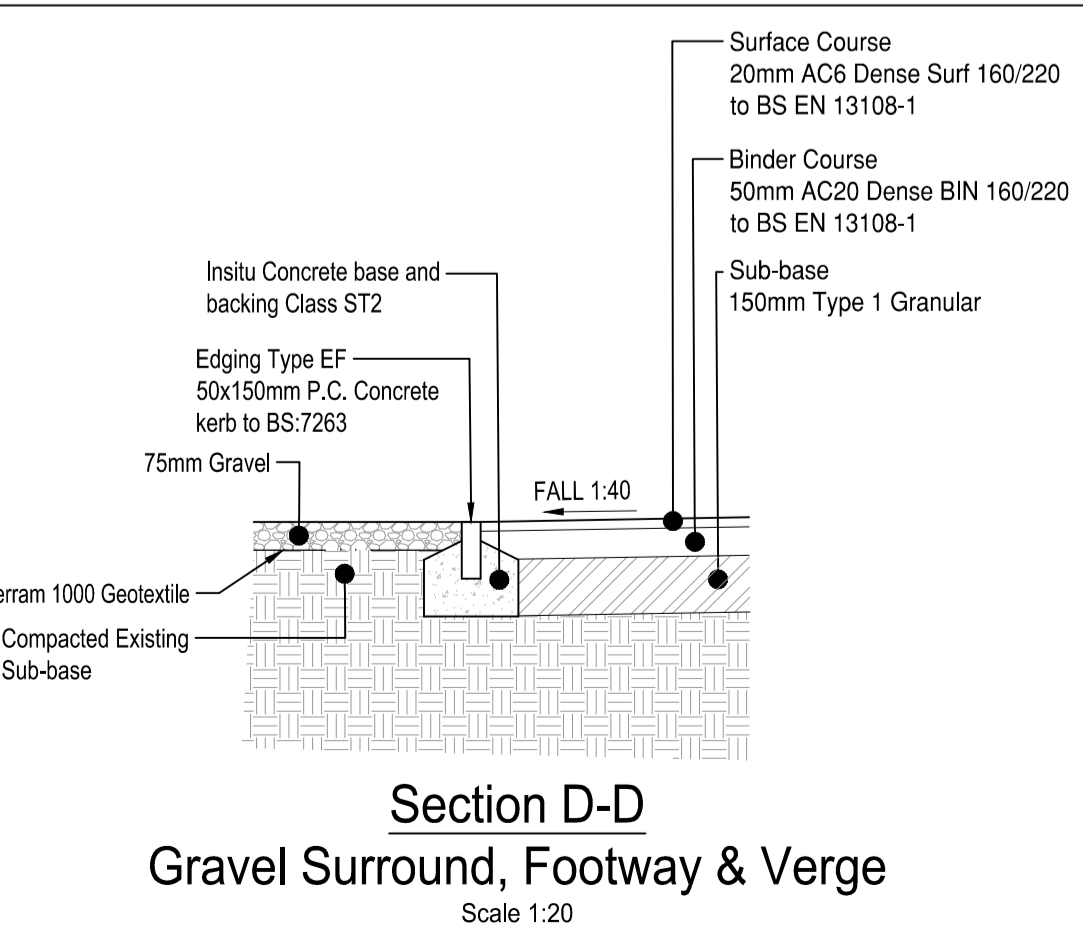 Surface Course
20mm AC6 Dense Surf 160/220
to BS EN 13108-1
Binder Course
50mm AC20 Dense BIN 160/220
to BS EN 13108-1
Sub-base
150mm Type 1 Granular
Insitu Concrete base and
backing Class ST2
Edging Type EF
50x150mm P.C. Concrete
kerb to BS:7263
75mm Gravel
FALL 1:40
erram 1000 Geotextile
Compacted Existing
Sub-base
Section D-D
Gravel Surround, Footway & Verge
Scale 1:20